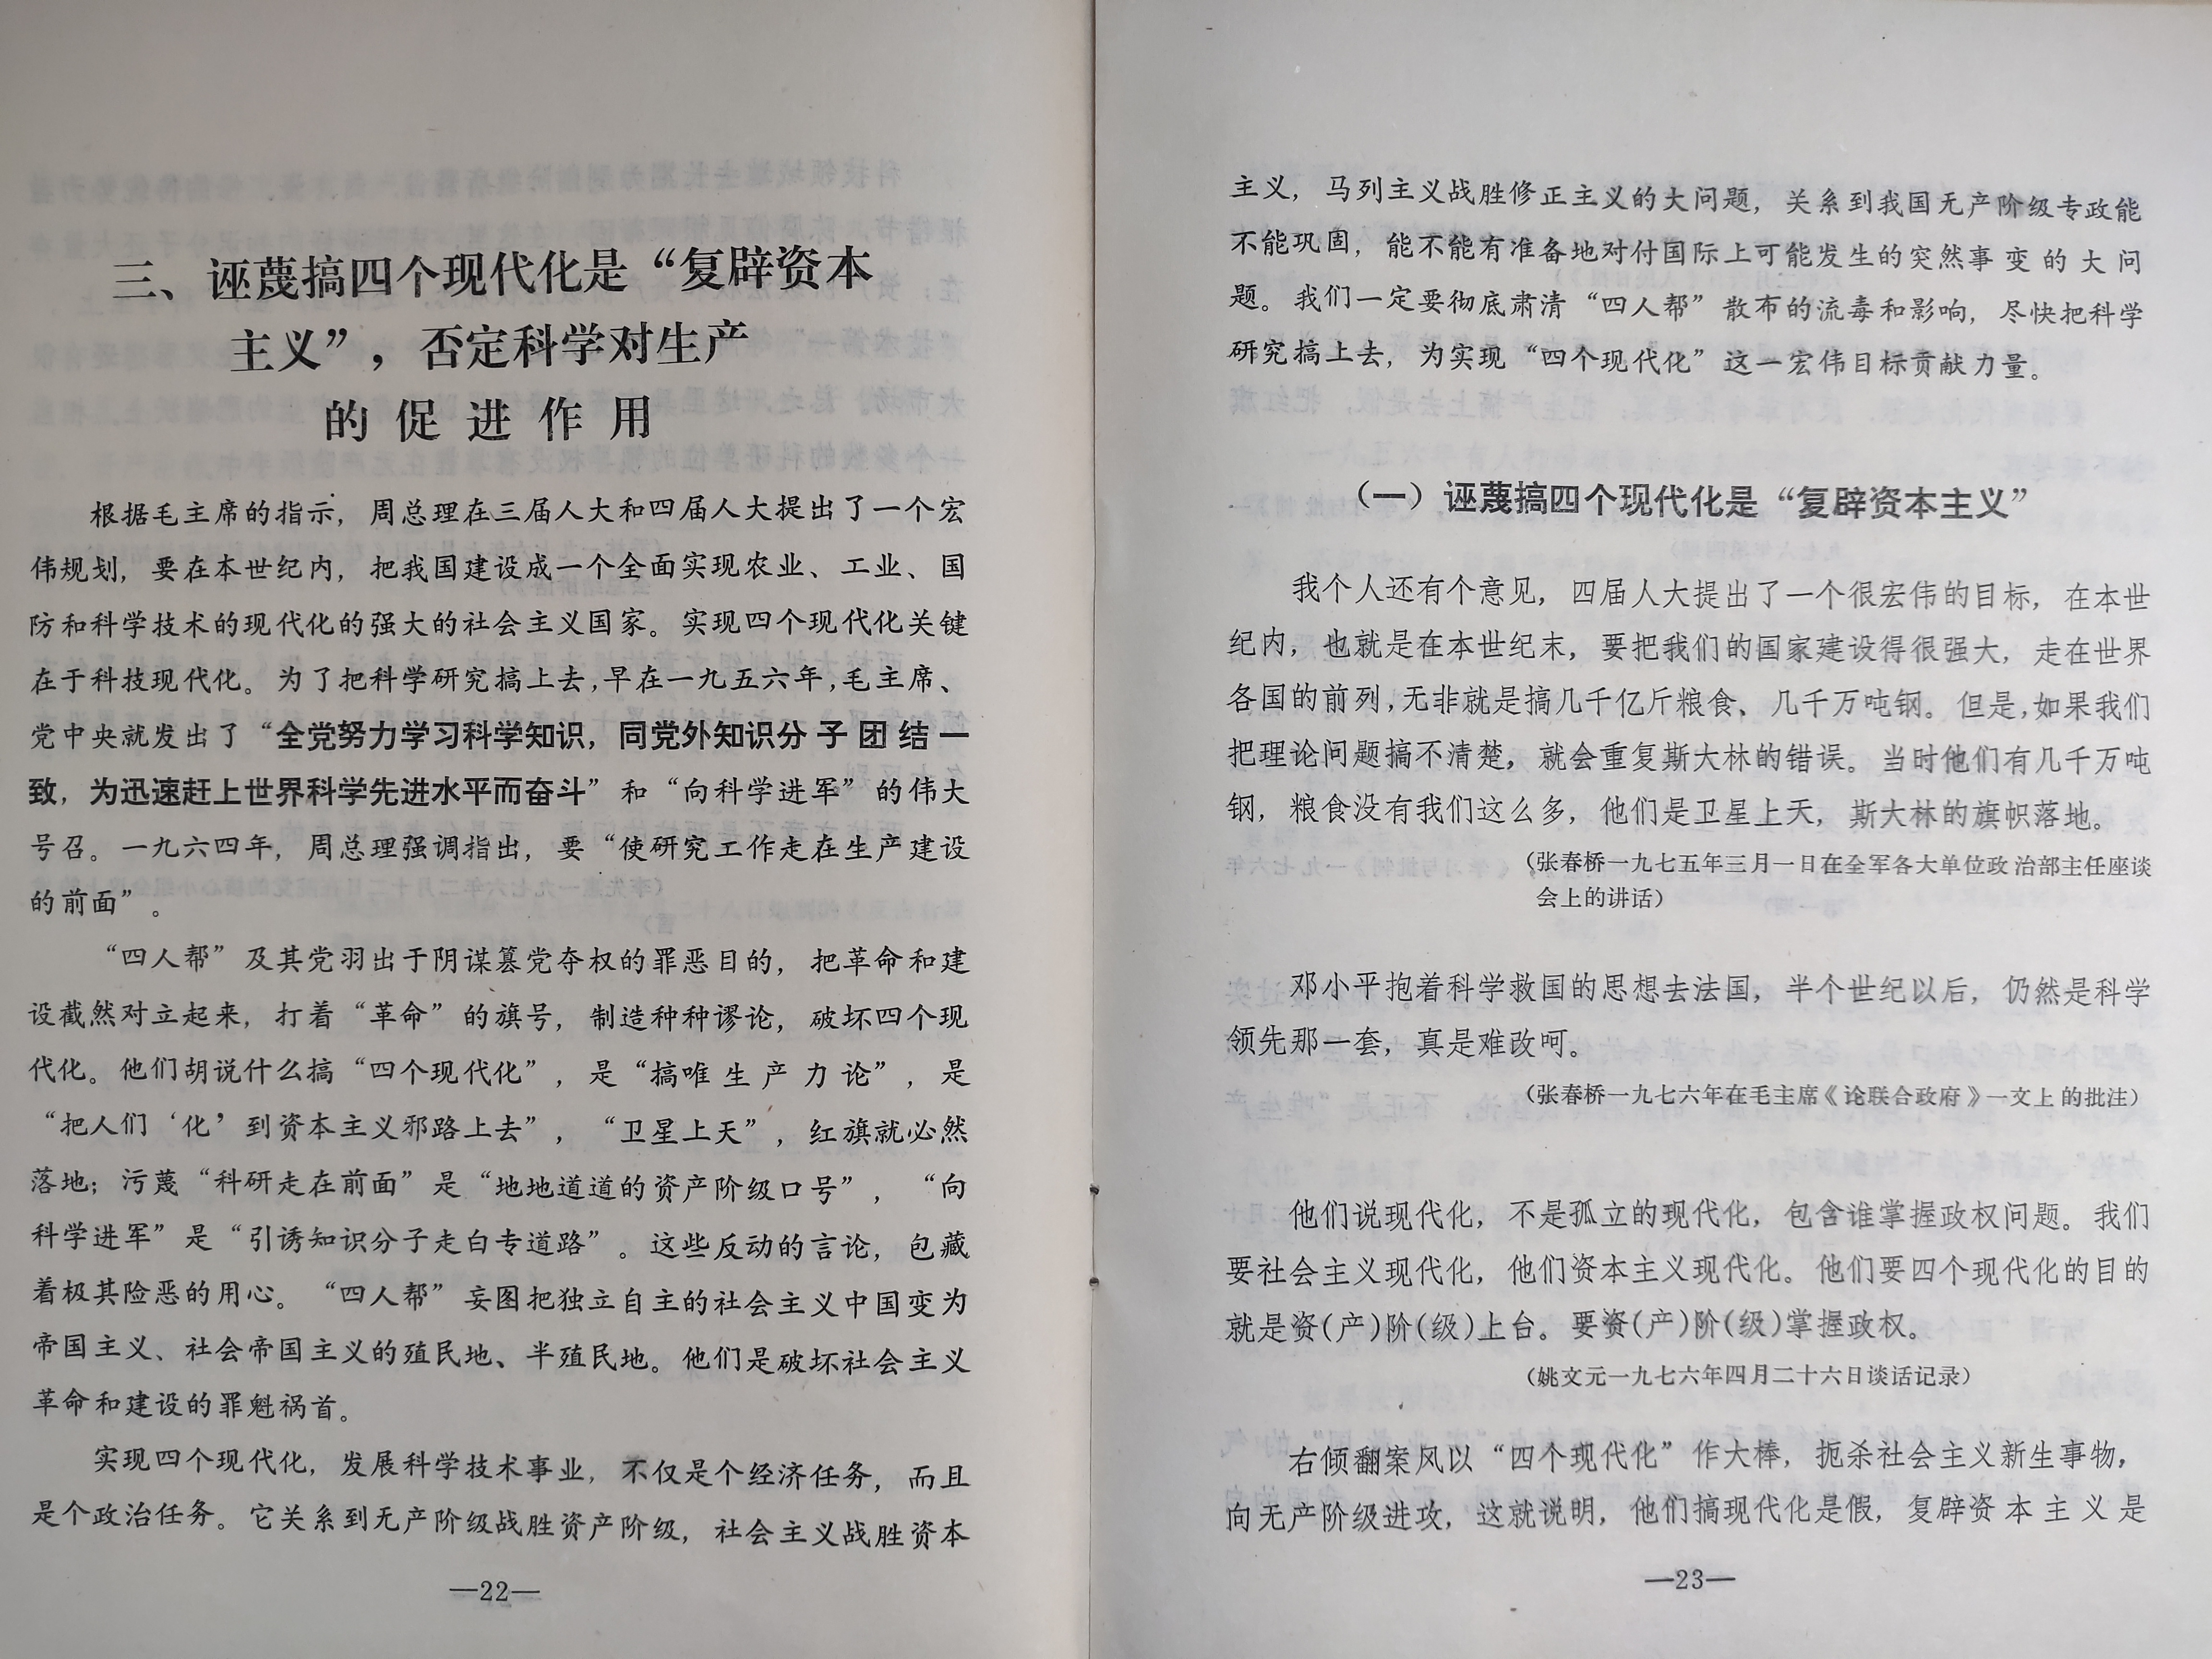 三、诬蔑搞四个现代化是“复辟资本
主义”，否定科学对生产
的促进作用
根据毛主席的指示，周总理在三届人大和四届人大提出了一个宏
伟规划，要在本世纪内，把我国建设成一个全面实现农业、工业、国
防和科学技术的现代化的强大的社会主义国家。实现四个现代化关键
在于科技现代化。为了把科学研究搞上去，早在一九五六年，毛主席、
党中央就发出了“全党努力学习科学知识，同党外知识分子团结一
致，为迅速赶上世界科学先进水平而奋斗”和“向科学进军”的伟大
号召。一九六四年，周总理强调指出，要“使研究工作走在生产建设
的前面”。
“四人帮”及其党羽出于阴谋篡党夺权的罪恶目的，把革命和建
设截然对立起来，打着“革命”的旗号，制造种种谬论，破坏四个现
代化。他们胡说什么搞“四个现代化”，是“搞唯生产力论”，是
“把人们‘化’到资本主义邪路上去”，“卫星上天”，红旗就必然
落地；污蔑“科研走在前面”是“地地道道的资产阶级口号”，“向
科学进军”是“引诱知识分子走白专道路”。这些反动的言论，包藏
着极其险恶的用心。“四人帮”妄图把独立自主的社会主义中国变为
帝国主义、社会帝国主义的殖民地、半殖民地。他们是破坏社会主义
革命和建设的罪魁祸首。
实现四个现代化，发展科学技术事业，不仅是个经济任务，而且
是个政治任务。它关系到无产阶级战胜资产阶级，社会主义战胜资本
—22—
主义，马列主义战胜修正主义的大问题，关系到我国无产阶级专政能
不能巩固，能不能有准备地对付国际上可能发生的突然事变的大问
题。我们一定要彻底肃清“四人帮”散布的流毒和影响，尽快把科学
研究搞上去，为实现“四个现代化”这一宏伟目标贡献力量。
（一）诬蔑搞四个现代化是“复辟资本主义”
我个人还有个意见，四届人大提出了一个很宏伟的目标，在本世
纪内，也就是在本世纪末，要把我们的国家建设得很强大，走在世界
各国的前列，无非就是搞几千亿斤粮食、几千万吨钢。但是，如果我们
把理论问题搞不清楚，就会重复斯大林的错误。当时他们有几千万吨
钢，粮食没有我们这么多，他们是卫星上天，斯大林的旗帜落地。
（张春桥一九七五年三月一日在全军各大单位政治部主任座谈
会上的讲话）
邓小平抱着科学救国的思想去法国，半个世纪以后，仍然是科学
领先那一套，真是难改呵。
（张春桥一九七六年在毛主席《论联合政府》一文上的批注）
他们说现代化，不是孤立的现代化，包含谁掌握政权问题。我们
要社会主义现代化，他们资本主义现代化。他们要四个现代化的目的
就是资(产)阶(级)上台。要资(产)阶(级)掌握政权。
（姚文元一九七六年四月二十六日谈话记录）
右倾翻案风以“四个现代化”作大棒，扼杀社会主义新生事物，
向无产阶级进攻，这就说明，他们搞现代化是假，复辟资本主义是
—23—